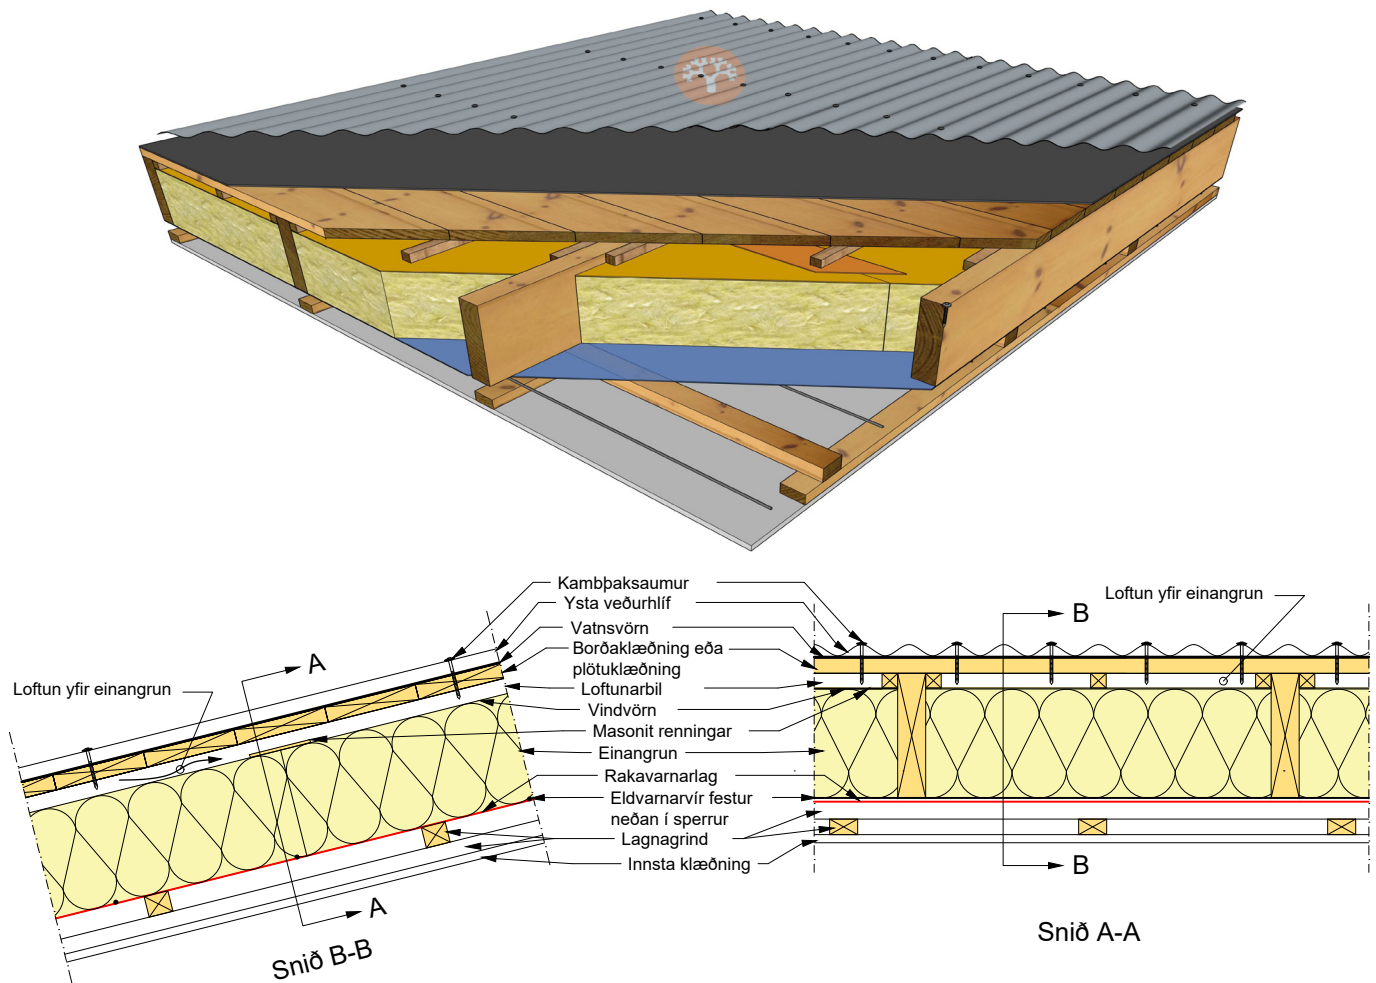 Kambþaksaumur
Ysta veðurhlíf
Vatnsvörn
Borðaklæðning eða
plötuklæðning
Loftunarbil
Vindvörn
Masonit renningar
Einangrun
Rakavarnarlag
Eldvarnarvír festur
neðan í sperrur
Lagnagrind
Innsta klæðning
Loftun yfir einangrun
A
A
Snið B-B
Loftun yfir einangrun
B
B
Snið A-A